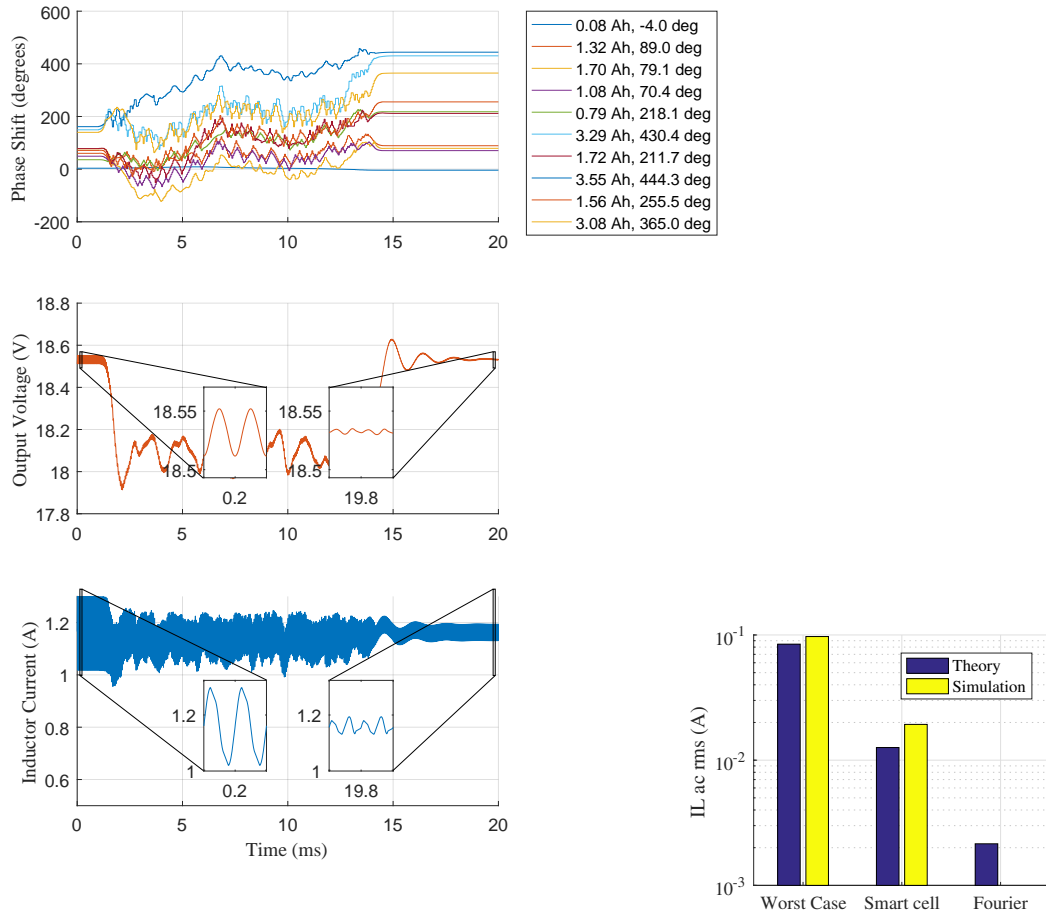 Phase Shift (degrees)
600
400
200
0
-200
0
5
10
15
20
0.08 Ah, -4.0 deg
1.32 Ah, 89.0 deg
1.70 Ah, 79.1 deg
1.08 Ah, 70.4 deg
0.79 Ah, 218.1 deg
3.29 Ah, 430.4 deg
1.72 Ah, 211.7 deg
3.55 Ah, 444.3 deg
1.56 Ah, 255.5 deg
3.08 Ah, 365.0 deg
Output Voltage (V)
18.8
18.6
18.4
18.2
18
17.8
0
5
10
15
20
18.55
18.5
0.2
18.55
18.5
19.8
Inductor Current (A)
1.2
1
0.8
0.6
0
5
10
15
20
Time (ms)
1.2
1
0.2
1.2
1
19.8
IL ac rms (A)
10-1
10-2
10-3
Worst Case
Smart cell
Fourier
Theory
Simulation